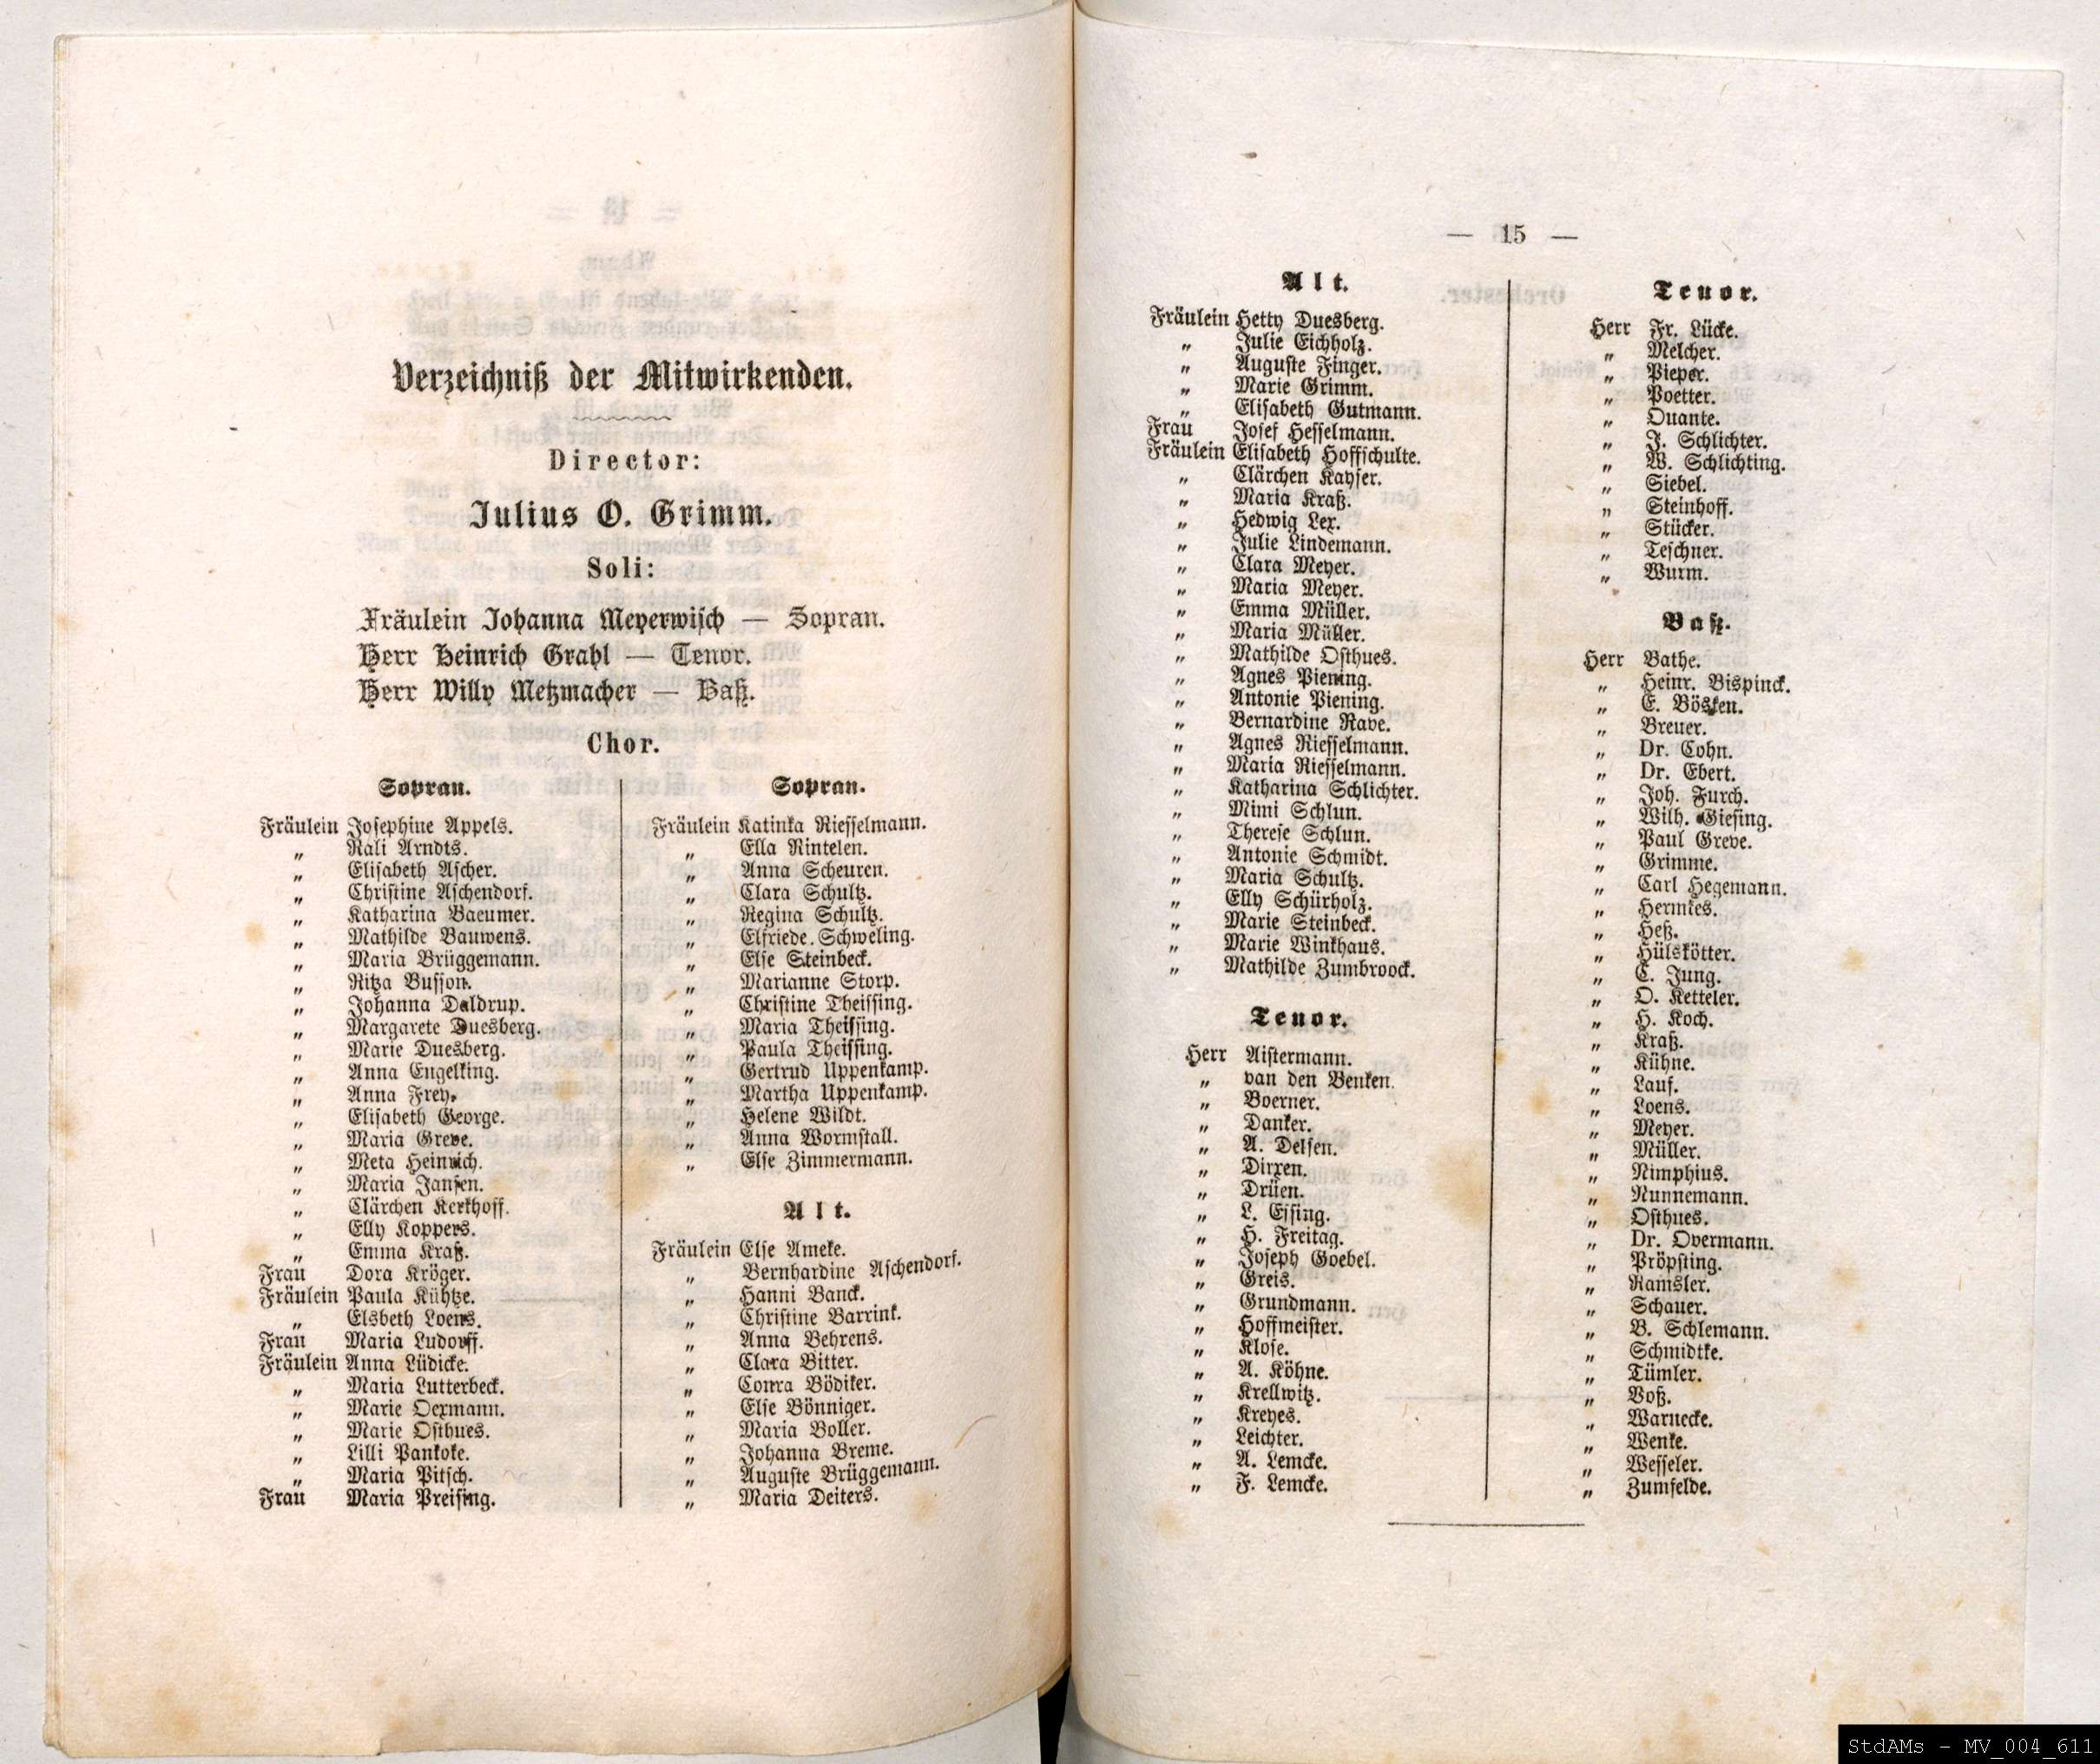 Verzeichniß der Mitwirkenden.
Director:
Julius O. Grimm.
Soli:
Fräulein Johanna Meyerwisch — Sopran.
Herr Heinrich Grahl — Tenor.
Herr Willy Metzmacher — Baß.
Chor.
Sopran.
Fräulein Josephine Appels.
„ Rali Arndts.
„ Elisabeth Ascher.
„ Christine Aschendorf.
„ Katharina Baeumer.
„ Mathilde Bauwens.
„ Maria Brüggemann.
„ Ritza Busson.
„ Johanna Daldrup.
„ Margarete Duesberg.
„ Marie Duesberg.
„ Anna Engelking.
„ Anna Frey.
„ Elisabeth George.
„ Maria Greve.
„ Meta Heinrich.
„ Maria Jansen.
„ Clärchen Kerkhoff.
„ Elly Koppers.
„ Emma Kraß.
Frau Dora Kröger.
Fräulein Paula Kühtze.
„ Elsbeth Loens.
Frau Maria Ludorff.
Fräulein Anna Lüdicke.
„ Maria Lutterbeck.
„ Marie Oexmann.
„ Marie Osthues.
„ Lilli Pankoke.
„ Maria Pitsch.
Frau Maria Preising.
Sopran.
Fräulein Katinka Riesselmann.
„ Ella Rintelen.
„ Anna Scheuren.
„ Clara Schultz.
„ Regina Schultz.
„ Elfriede Schweling.
„ Else Steinbeck.
„ Marianne Storp.
„ Christine Theissing.
„ Maria Theissing.
„ Paula Theissing.
„ Gertrud Uppenkamp.
„ Martha Uppenkamp.
„ Helene Wildt.
„ Anna Wormstall.
„ Else Zimmermann.
Alt.
Fräulein Else Ameke.
„ Bernhardine Aschendorf.
„ Hanni Banck.
„ Christine Barrink.
„ Anna Behrens.
„ Clara Bitter.
„ Conra Bödiker.
„ Else Bönniger.
„ Maria Boller.
„ Johanna Breme.
„ Auguste Brüggemann.
„ Maria Deiters.
— 15 —
Alt.
Fräulein Hetty Duesberg.
„ Julie Eichholz.
„ Auguste Finger.
„ Marie Grimm.
„ Elisabeth Gutmann.
Frau Josef Hesselmann.
Fräulein Elisabeth Hoffschulte.
„ Clärchen Kayser.
„ Maria Kraß.
„ Hedwig Lex.
„ Julie Lindemann.
„ Clara Meyer.
„ Maria Meyer.
„ Emma Müller.
„ Maria Müller.
„ Mathilde Osthues.
„ Agnes Piening.
„ Antonie Piening.
„ Bernardine Rave.
„ Agnes Riesselmann.
„ Maria Riesselmann.
„ Katharina Schlichter.
„ Mimi Schlun.
„ Therese Schlun.
„ Antonie Schmidt.
„ Maria Schultz.
„ Elly Schürholz.
„ Marie Steinbeck.
„ Marie Winkhaus.
„ Mathilde Zumbroock.
Tenor.
Herr Aistermann.
„ van den Benken.
„ Boerner.
„ Danker.
„ A. Delsen.
„ Dirxen.
„ Drüen.
„ L. Essing.
„ H. Freitag.
„ Joseph Goebel.
„ Greis.
„ Grundmann.
„ Hoffmeister.
„ Klose.
„ A. Köhne.
„ Krellwitz.
„ Kreyes.
„ Leichter.
„ A. Lemcke.
„ F. Lemcke.
Tenor.
Herr Fr. Lücke.
„ Melcher.
„ Pieper.
„ Poetter.
„ Quante.
„ J. Schlichter.
„ W. Schlichting.
„ Siebel.
„ Steinhoff.
„ Stücker.
„ Teschner.
„ Wurm.
Baß.
Herr Bathe.
„ Heinr. Bispinck.
„ E. Bösken.
„ Breuer.
„ Dr. Cohn.
„ Dr. Ebert.
„ Joh. Furch.
„ Wilh. Giesing.
„ Paul Greve.
„ Grimme.
„ Carl Hegemann.
„ Hermkes.
„ Heß.
„ Hülskötter.
„ C. Jung.
„ O. Ketteler.
„ H. Koch.
„ Kraß.
„ Kühne.
„ Lauf.
„ Loens.
„ Meyer.
„ Müller.
„ Nimphius.
„ Nunnemann.
„ Osthues.
„ Dr. Overmann.
„ Pröpsting.
„ Ramsler.
„ Schauer.
„ B. Schlemann.
„ Schmidtke.
„ Tümler.
„ Voß.
„ Warnecke.
„ Wenke.
„ Wesseler.
„ Zumfelde.
StdAMs - MV_004_611